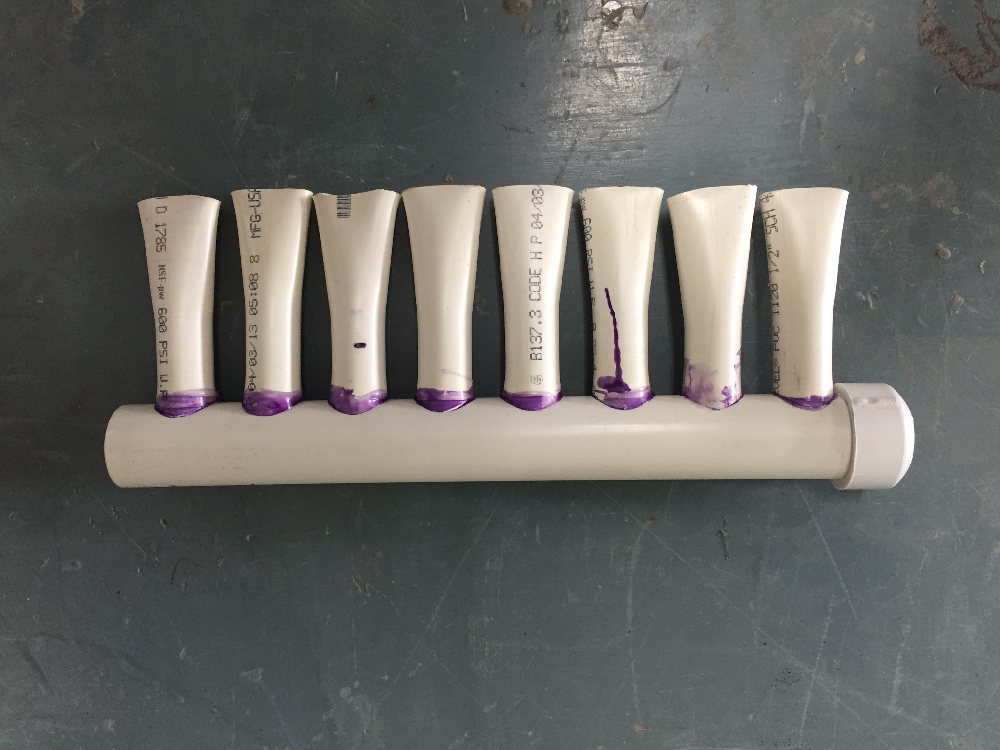 D 1785 NSF-pw 600 PSI W.P
04/03/13 05:08 8 MFG-USA
B137.3 CODE H P 04/03/
600 PSI W.P
PVC 1120 1/2" SCH 4